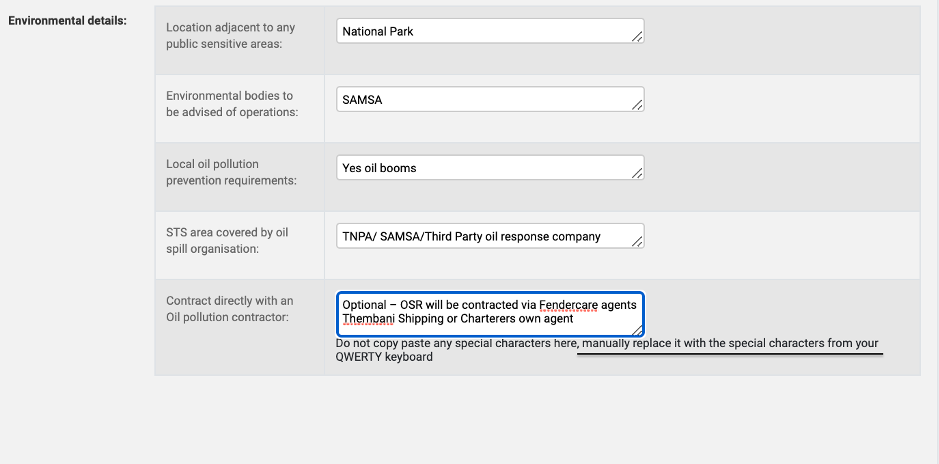 Environmental details:
Location adjacent to any
public sensitive areas:
National Park
Environmental bodies to
be advised of operations:
SAMSA
Local oil pollution
prevention requirements:
Yes oil booms
STS area covered by oil
spill organisation:
TNPA/ SAMSA/Third Party oil response company
Contract directly with an
Oil pollution contractor:
Optional – OSR will be contracted via Fendercare agents
Thembani Shipping or Charterers own agent
Do not copy paste any special characters here, manually replace it with the special characters from your
QWERTY keyboard